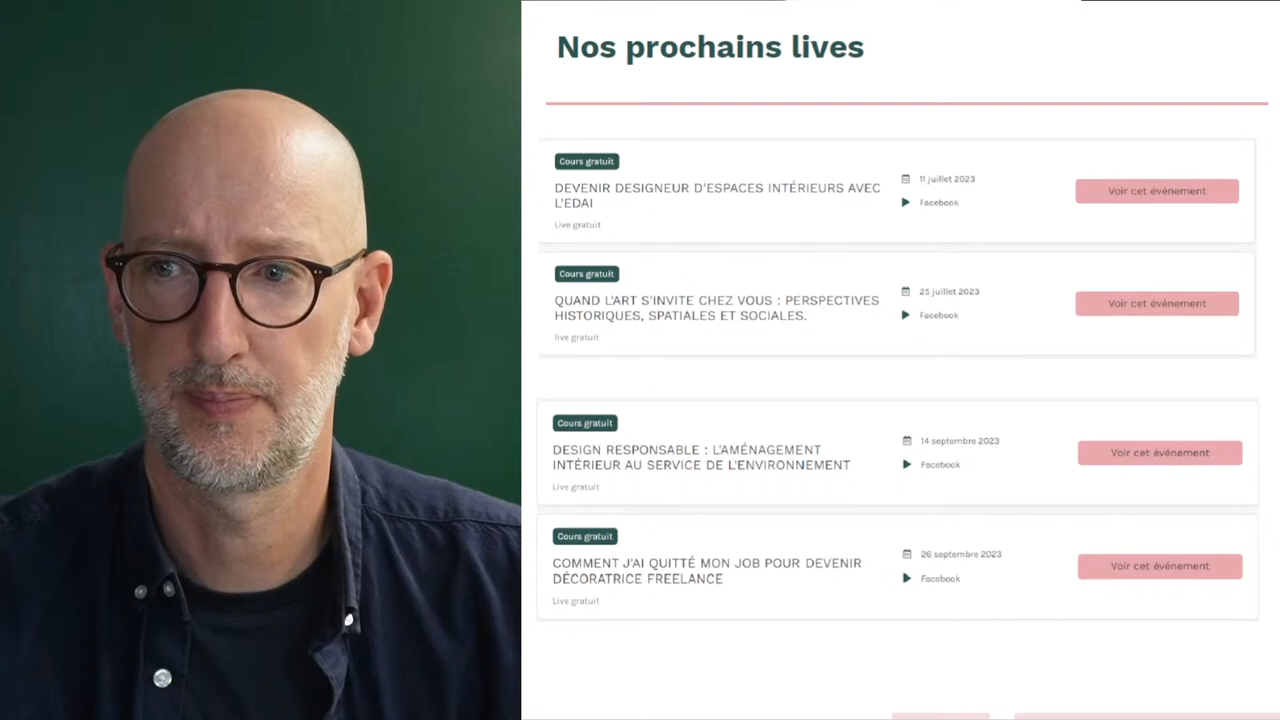 Nos prochains lives
Cours gratuit
DEVENIR DESIGNEUR D'ESPACES INTÉRIEURS AVEC
L'EDAI
Live gratuit
11 juillet 2023
Facebook
Voir cet évènement
Cours gratuit
QUAND L'ART S'INVITE CHEZ VOUS : PERSPECTIVES
HISTORIQUES, SPATIALES ET SOCIALES.
live gratuit
25 juillet 2023
Facebook
Voir cet évènement
Cours gratuit
DESIGN RESPONSABLE : L'AMÉNAGEMENT
INTÉRIEUR AU SERVICE DE L'ENVIRONNEMENT
Live gratuit
14 septembre 2023
Facebook
Voir cet évènement
Cours gratuit
COMMENT J'AI QUITTÉ MON JOB POUR DEVENIR
DÉCORATRICE FREELANCE
Live gratuit
26 septembre 2023
Facebook
Voir cet évènement